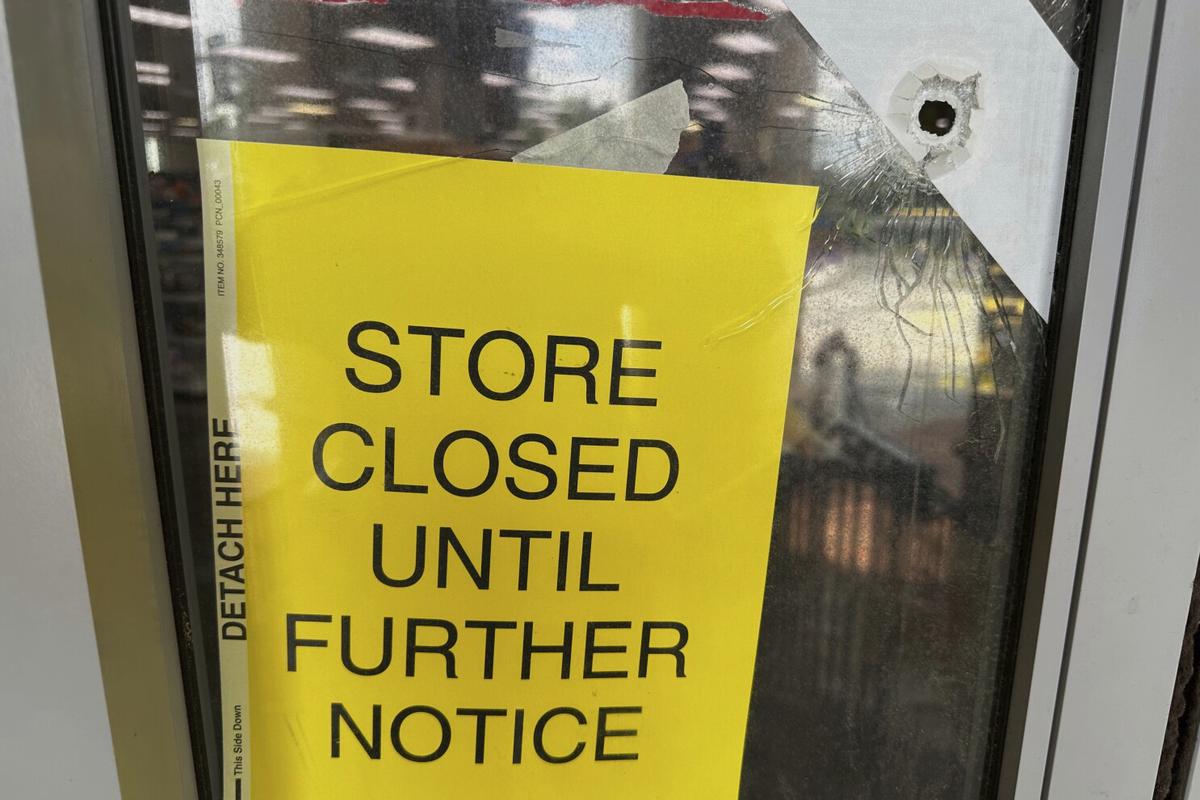 STORE
CLOSED
UNTIL
FURTHER
NOTICE
ITEM NO. 348579 PCN_00043
DETACH HERE
This Side Down